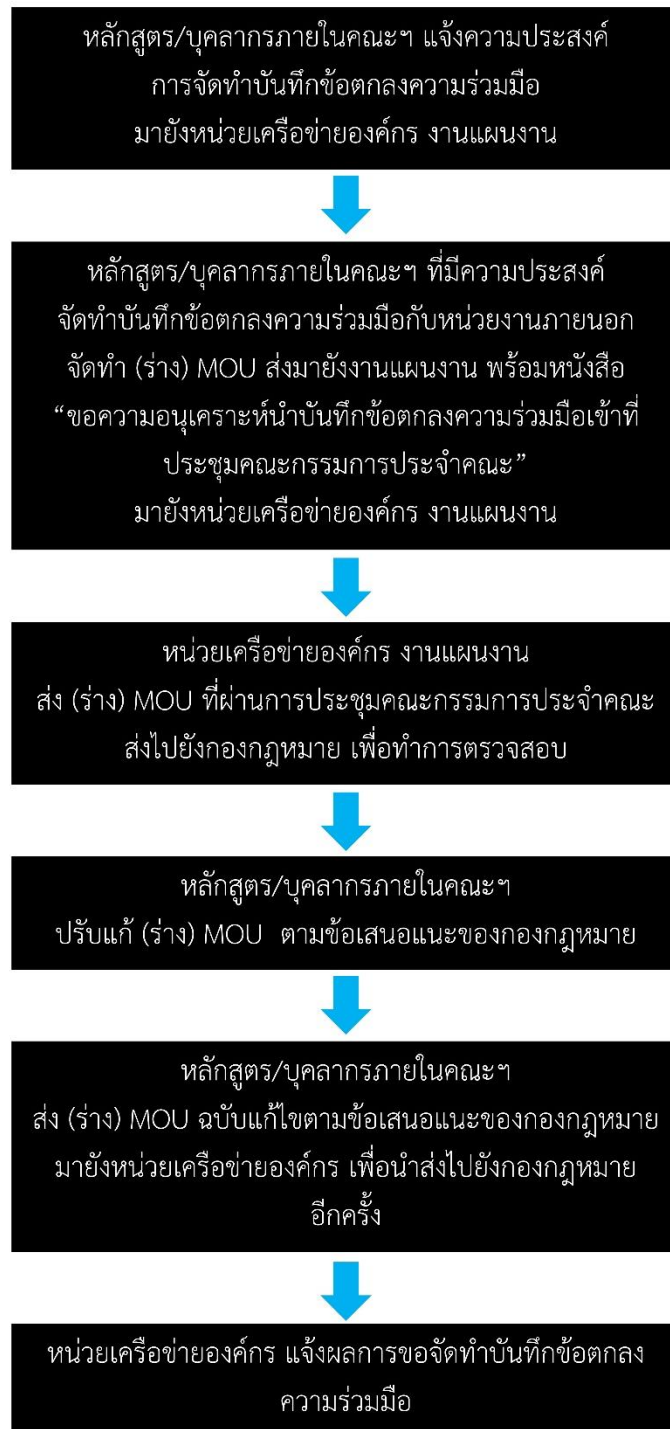 หลักสูตร/บุคลากรภายในคณะฯ แจ้งความประสงค์
การจัดทำบันทึกข้อตกลงความร่วมมือ
มายังหน่วยเครือข่ายองค์กร งานแผนงาน
หลักสูตร/บุคลากรภายในคณะฯ ที่มีความประสงค์
จัดทำบันทึกข้อตกลงความร่วมมือกับหน่วยงานภายนอก
จัดทำ (ร่าง) MOU ส่งมายังงานแผนงาน พร้อมหนังสือ
“ขอความอนุเคราะห์นำบันทึกข้อตกลงความร่วมมือเข้าที่
ประชุมคณะกรรมการประจำคณะ”
มายังหน่วยเครือข่ายองค์กร งานแผนงาน
หน่วยเครือข่ายองค์กร งานแผนงาน
ส่ง (ร่าง) MOU ที่ผ่านการประชุมคณะกรรมการประจำคณะ
ส่งไปยังกองกฎหมาย เพื่อทำการตรวจสอบ
หลักสูตร/บุคลากรภายในคณะฯ
ปรับแก้ (ร่าง) MOU ตามข้อเสนอแนะของกองกฎหมาย
หลักสูตร/บุคลากรภายในคณะฯ
ส่ง (ร่าง) MOU ฉบับแก้ไขตามข้อเสนอแนะของกองกฎหมาย
มายังหน่วยเครือข่ายองค์กร เพื่อนำส่งไปยังกองกฎหมาย
อีกครั้ง
หน่วยเครือข่ายองค์กร แจ้งผลการขอจัดทำบันทึกข้อตกลง
ความร่วมมือ